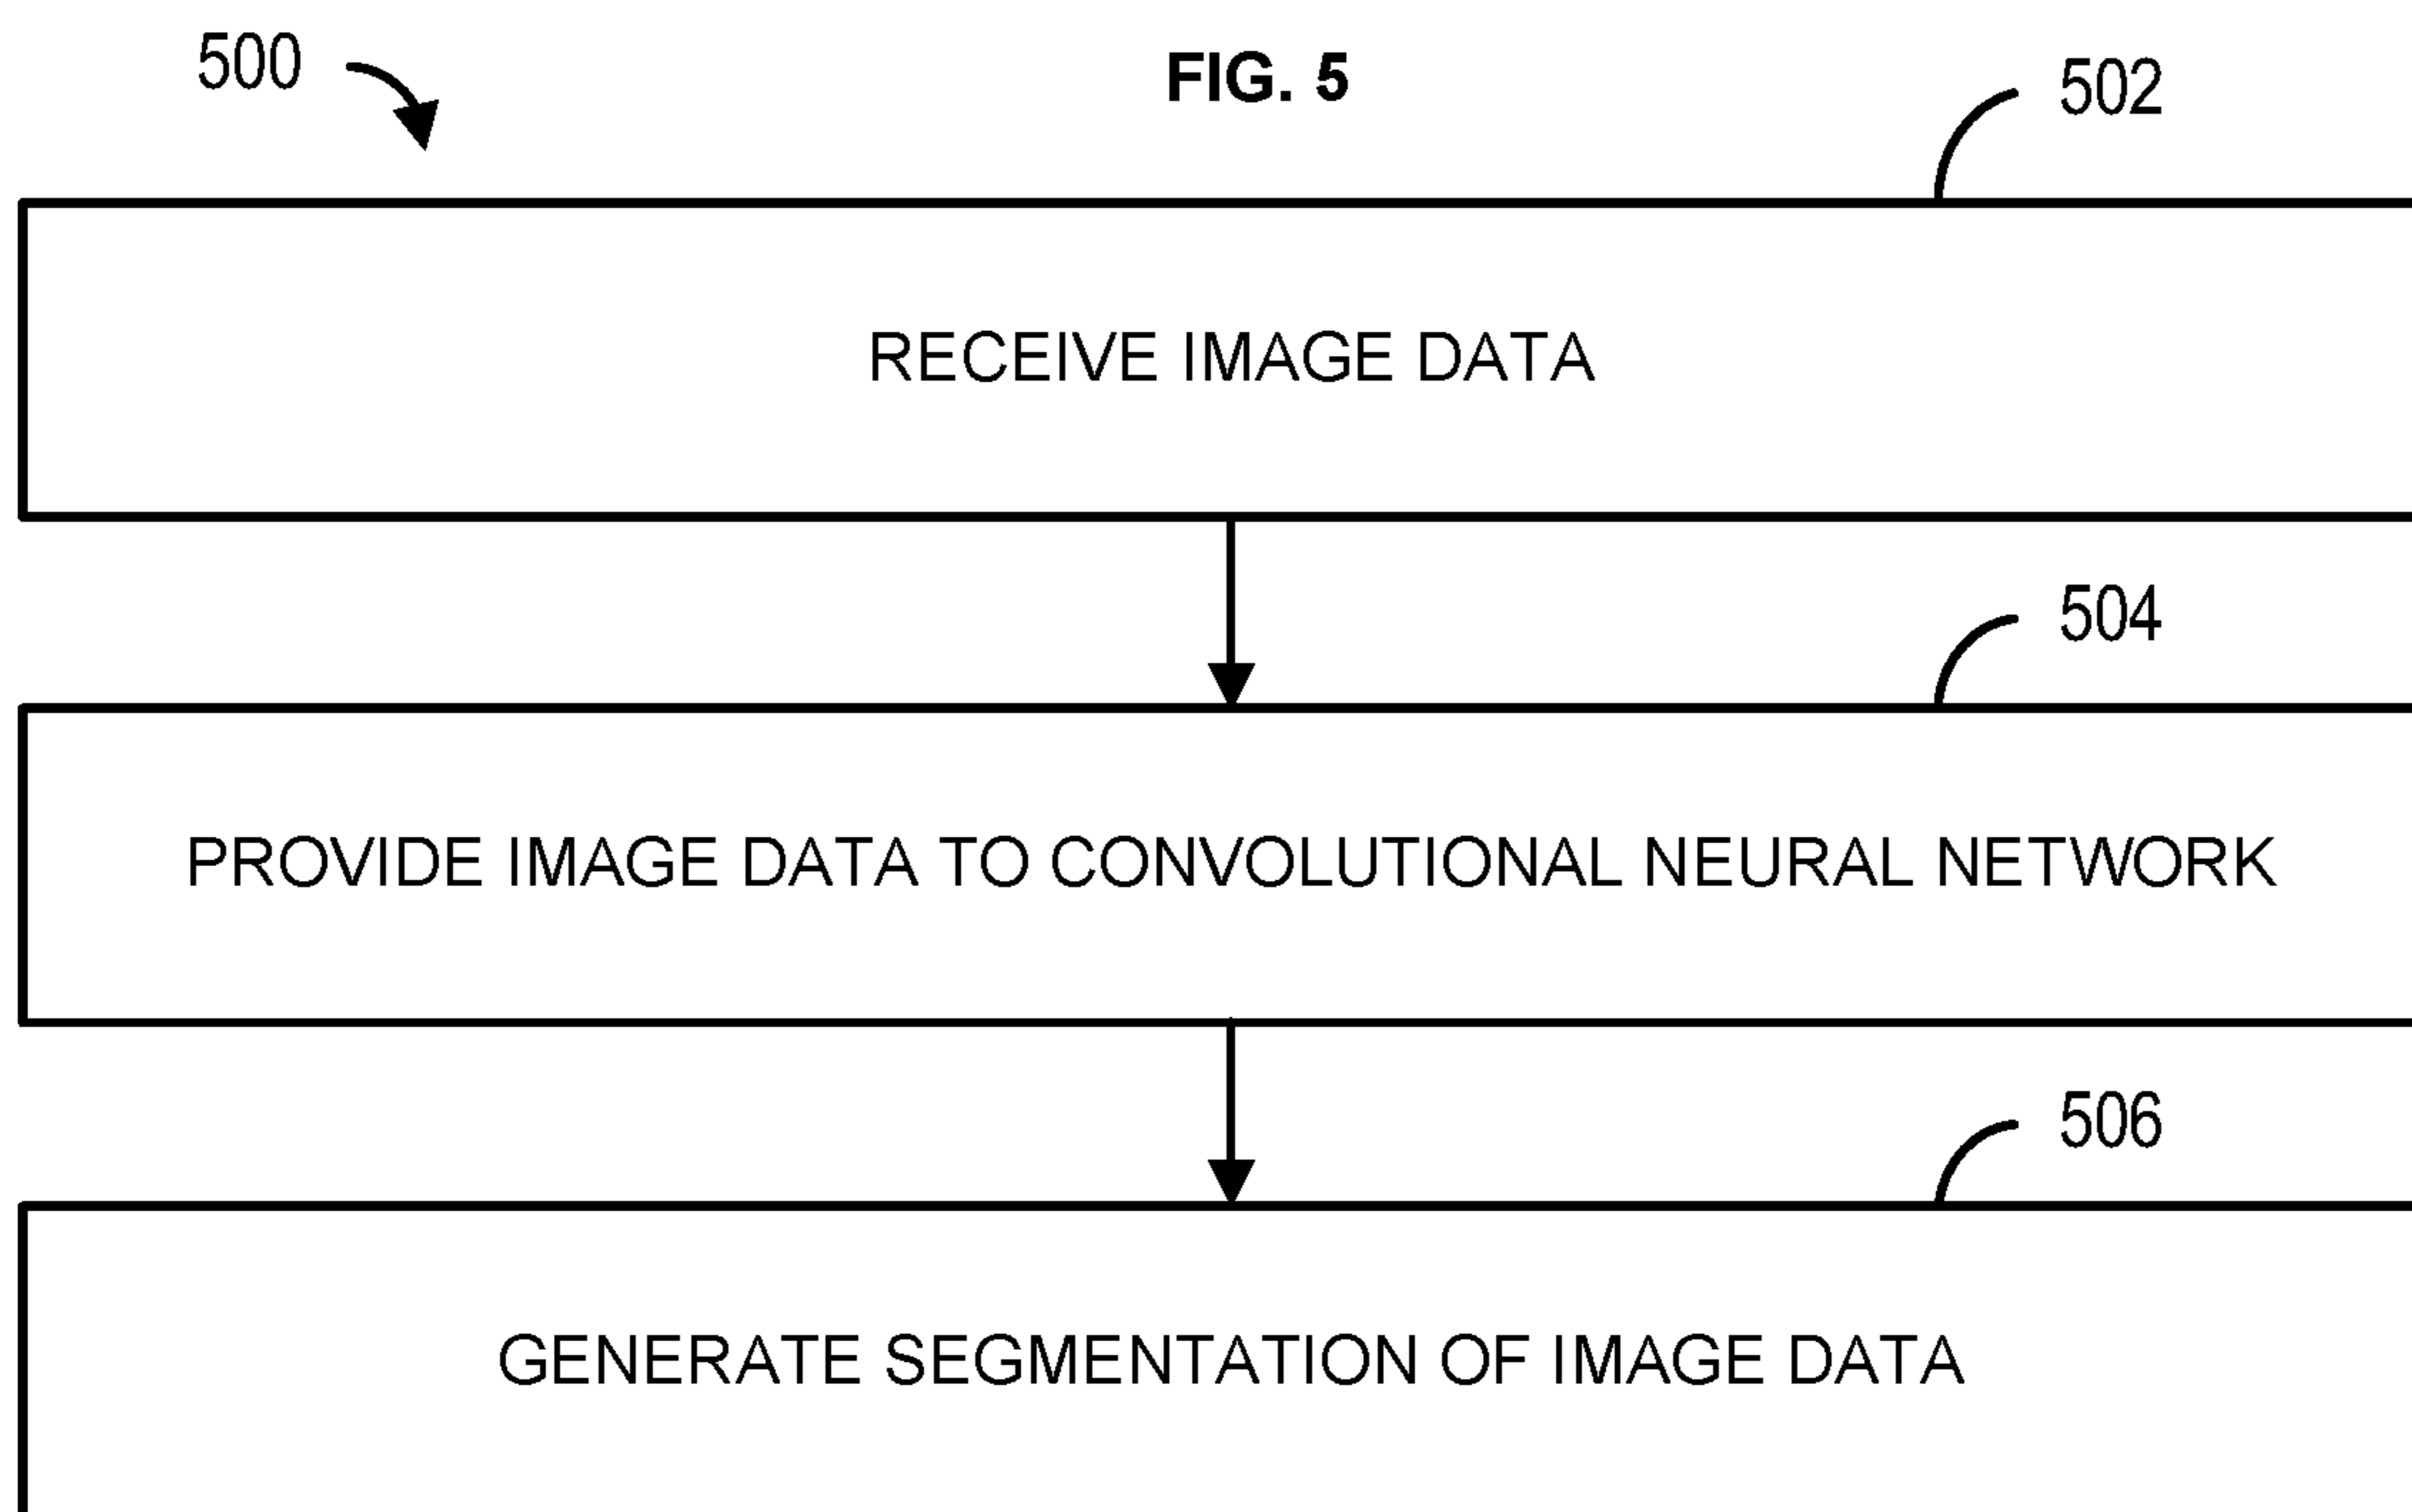 500
FIG. 5
502
RECEIVE IMAGE DATA
504
PROVIDE IMAGE DATA TO CONVOLUTIONAL NEURAL NETWORK
506
GENERATE SEGMENTATION OF IMAGE DATA